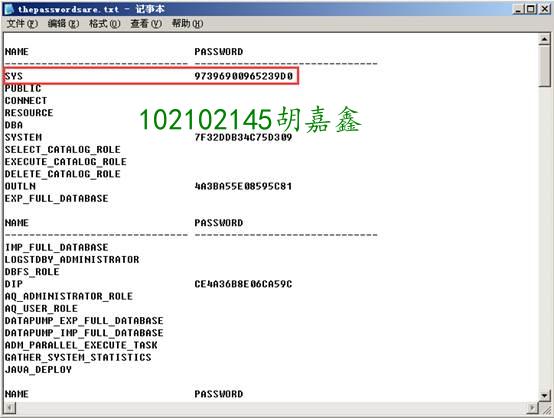 thepasswordsare.txt - 记事本
文件(F) 编辑(E) 格式(O) 查看(V) 帮助(H)
NAME PASSWORD
------------------------------ ------------------------------
SYS 97396900965239D0
PUBLIC
CONNECT
RESOURCE
DBA
102102145胡嘉鑫
SYSTEM 7F32DDB34C75D309
SELECT_CATALOG_ROLE
EXECUTE_CATALOG_ROLE
DELETE_CATALOG_ROLE
OUTLN 4A3BA55E08595C81
EXP_FULL_DATABASE
NAME PASSWORD
------------------------------ ------------------------------
IMP_FULL_DATABASE
LOGSTDBY_ADMINISTRATOR
DBFS_ROLE
DIP CE4A36B8E06CA59C
AQ_ADMINISTRATOR_ROLE
AQ_USER_ROLE
DATAPUMP_EXP_FULL_DATABASE
DATAPUMP_IMP_FULL_DATABASE
ADM_PARALLEL_EXECUTE_TASK
GATHER_SYSTEM_STATISTICS
JAVA_DEPLOY
NAME PASSWORD